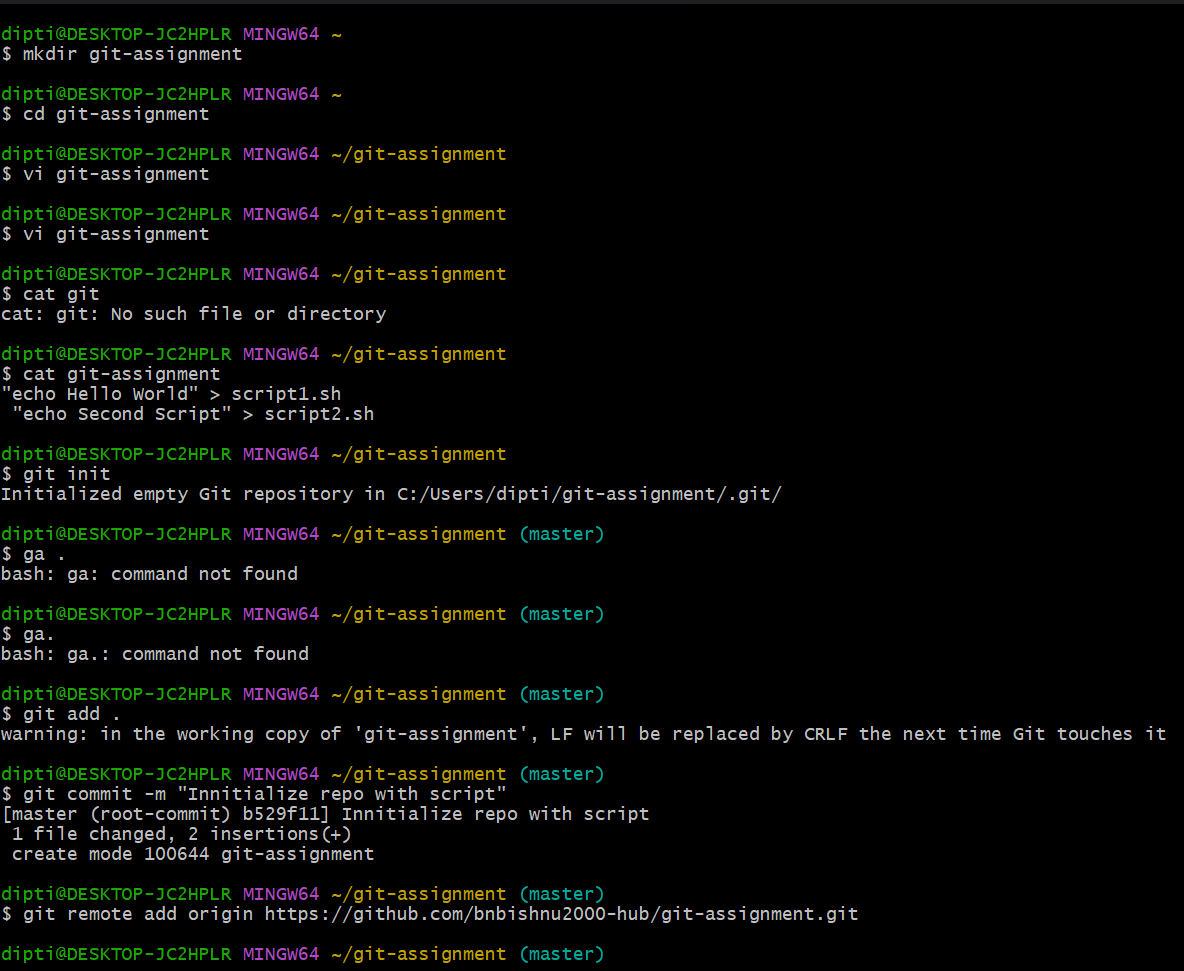 dipti@DESKTOP-JC2HPLR MINGW64 ~
$ mkdir git-assignment
dipti@DESKTOP-JC2HPLR MINGW64 ~
$ cd git-assignment
dipti@DESKTOP-JC2HPLR MINGW64 ~/git-assignment
$ vi git-assignment
dipti@DESKTOP-JC2HPLR MINGW64 ~/git-assignment
$ vi git-assignment
dipti@DESKTOP-JC2HPLR MINGW64 ~/git-assignment
$ cat git
cat: git: No such file or directory
dipti@DESKTOP-JC2HPLR MINGW64 ~/git-assignment
$ cat git-assignment
"echo Hello World" > script1.sh
 "echo Second Script" > script2.sh
dipti@DESKTOP-JC2HPLR MINGW64 ~/git-assignment
$ git init
Initialized empty Git repository in C:/Users/dipti/git-assignment/.git/
dipti@DESKTOP-JC2HPLR MINGW64 ~/git-assignment (master)
$ ga .
bash: ga: command not found
dipti@DESKTOP-JC2HPLR MINGW64 ~/git-assignment (master)
$ ga.
bash: ga.: command not found
dipti@DESKTOP-JC2HPLR MINGW64 ~/git-assignment (master)
$ git add .
warning: in the working copy of 'git-assignment', LF will be replaced by CRLF the next time Git touches it
dipti@DESKTOP-JC2HPLR MINGW64 ~/git-assignment (master)
$ git commit -m "Innitialize repo with script"
[master (root-commit) b529f11] Innitialize repo with script
 1 file changed, 2 insertions(+)
 create mode 100644 git-assignment
dipti@DESKTOP-JC2HPLR MINGW64 ~/git-assignment (master)
$ git remote add origin https://github.com/bnbishnu2000-hub/git-assignment.git
dipti@DESKTOP-JC2HPLR MINGW64 ~/git-assignment (master)